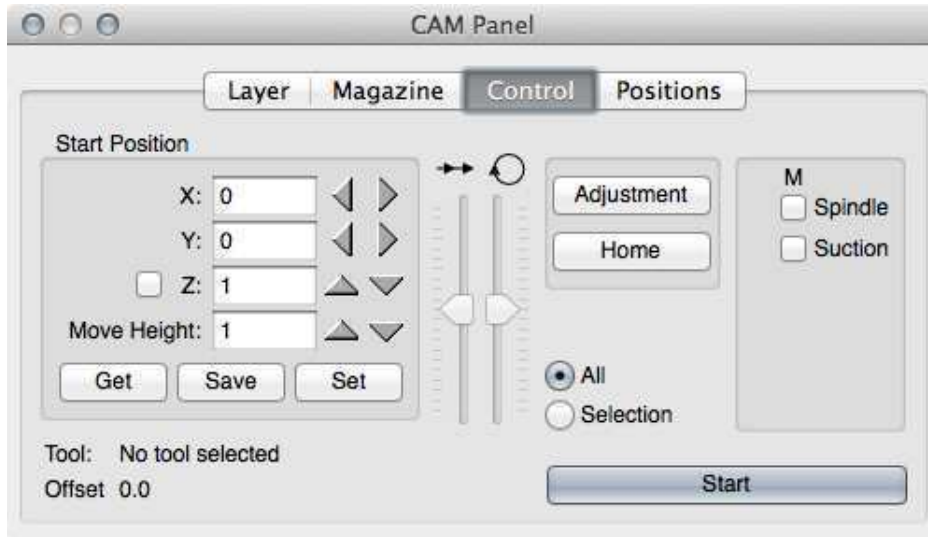 CAM Panel
Layer Magazine Control Positions
Start Position
X: 0
Y: 0
Z: 1
Move Height: 1
Get Save Set
Tool: No tool selected
Offset 0.0
Adjustment
Home
All
Selection
M
Spindle
Suction
Start